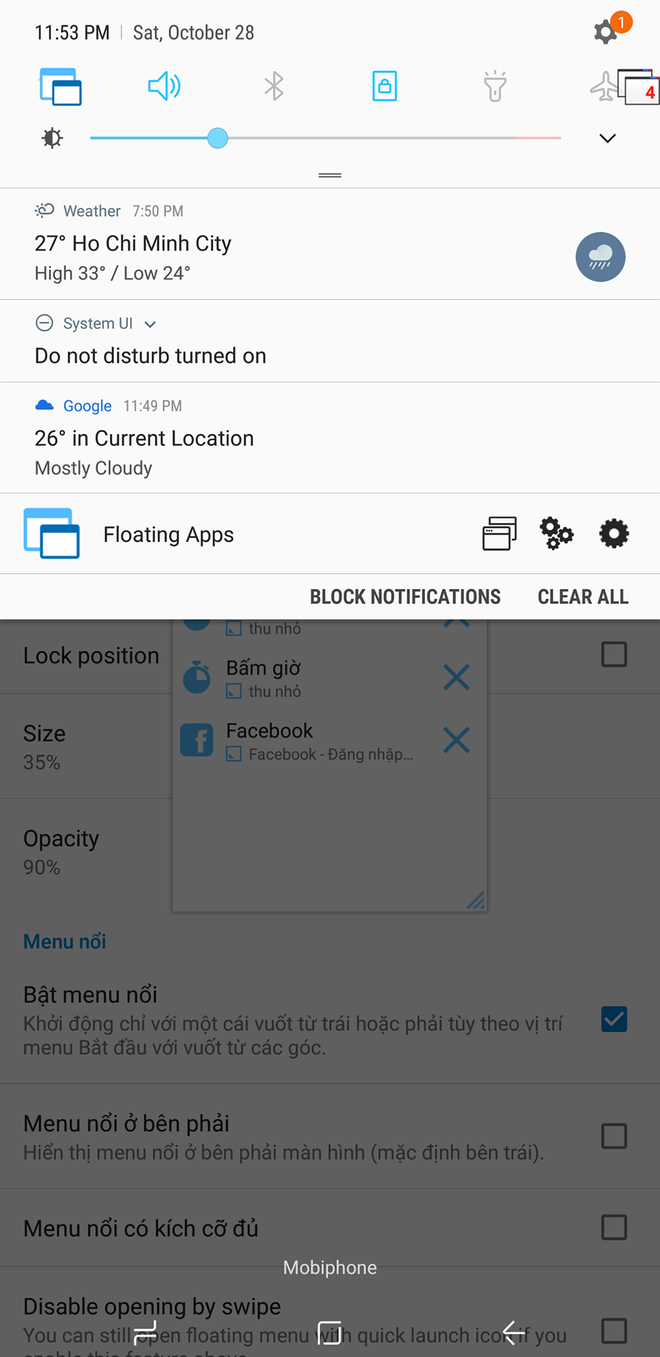 11:53 PM | Sat, October 28
1
4
Weather 7:50 PM
27° Ho Chi Minh City
High 33° / Low 24°
System UI
Do not disturb turned on
Google 11:49 PM
26° in Current Location
Mostly Cloudy
Floating Apps
BLOCK NOTIFICATIONS CLEAR ALL
thu nhỏ
Lock position
Bấm giờ
thu nhỏ
Facebook
Facebook - Đăng nhập...
Size
35%
Opacity
90%
Menu nổi
Bật menu nổi
Khởi động chỉ với một cái vuốt từ trái hoặc phải tùy theo vị trí
menu Bắt đầu với vuốt từ các góc.
Menu nổi ở bên phải
Hiển thị menu nổi ở bên phải màn hình (mặc định bên trái).
Menu nổi có kích cỡ đủ
Mobiphone
Disable opening by swipe
You can still open floating menu with quick launch icon if you
enable this feature above.